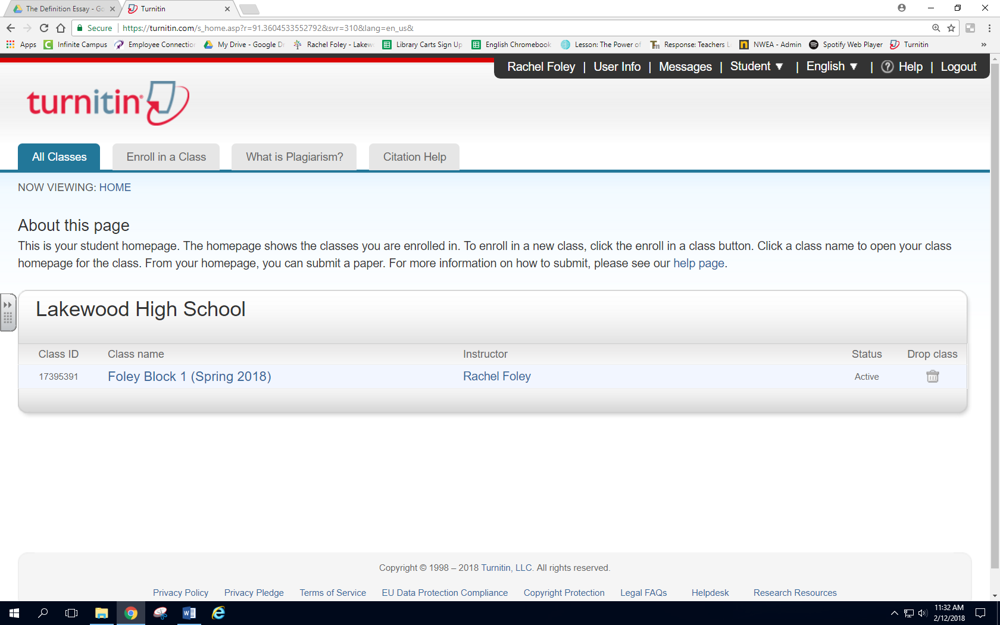 The Definition Essay - Go
Turnitin
Secure https://turnitin.com/s_home.asp?r=91.3604533552792&svr=310&lang=en_us&
Apps Infinite Campus Employee Connection My Drive - Google Dr Rachel Foley - Lakew Library Carts Sign Up English Chromebook Lesson: The Power of Tm Response: Teachers L NWEA - Admin Spotify Web Player Turnitin »
Rachel Foley | User Info | Messages | Student ▼ | English ▼ | ? Help | Logout
turnitin
All Classes Enroll in a Class What is Plagiarism? Citation Help
NOW VIEWING: HOME
About this page
This is your student homepage. The homepage shows the classes you are enrolled in. To enroll in a new class, click the enroll in a class button. Click a class name to open your class
homepage for the class. From your homepage, you can submit a paper. For more information on how to submit, please see our help page.
Lakewood High School
Class ID Class name Instructor Status Drop class
17395391 Foley Block 1 (Spring 2018) Rachel Foley Active
Copyright © 1998 – 2018 Turnitin, LLC. All rights reserved.
Privacy Policy Privacy Pledge Terms of Service EU Data Protection Compliance Copyright Protection Legal FAQs Helpdesk Research Resources
11:32 AM
2/12/2018